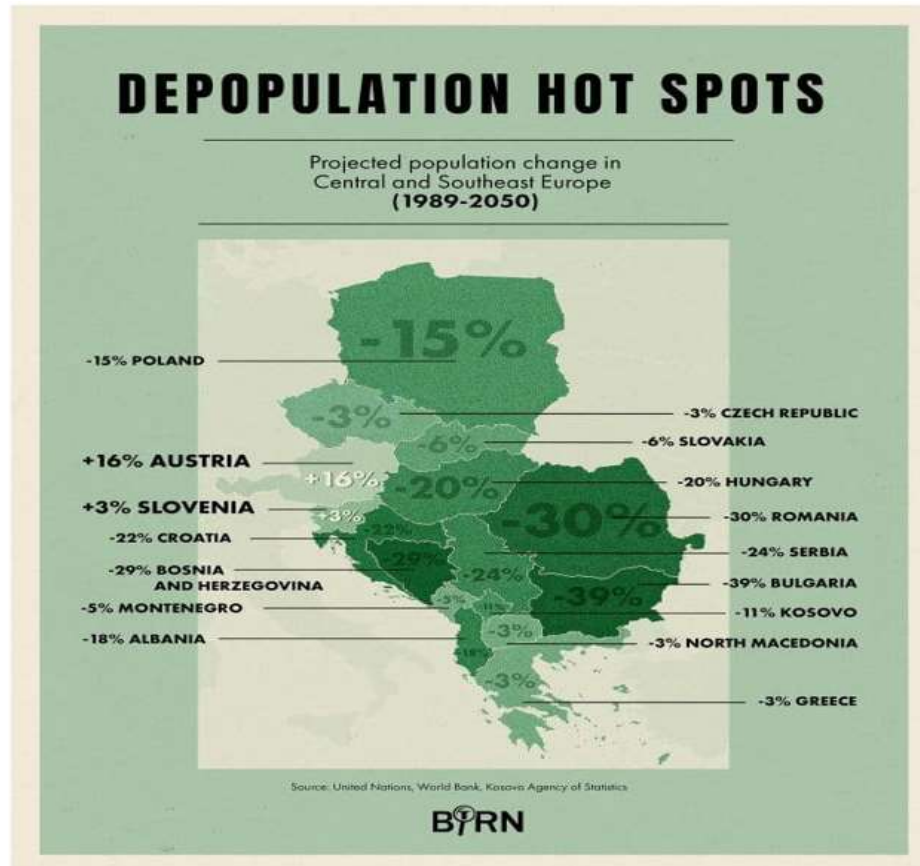 DEPOPULATION HOT SPOTS
Projected population change in
Central and Southeast Europe
(1989-2050)
-15%
-15% POLAND
-3%
-3% CZECH REPUBLIC
-6%
-6% SLOVAKIA
+16% AUSTRIA
+16%
-20%
-20% HUNGARY
+3% SLOVENIA
+3%
-30%
-30% ROMANIA
-22% CROATIA
-22%
-24% SERBIA
-29% BOSNIA
AND HERZEGOVINA
-29%
-24%
-39%
-39% BULGARIA
-5% MONTENEGRO
-5%
-11%
-11% KOSOVO
-18% ALBANIA
-18%
-3%
-3% NORTH MACEDONIA
-3%
-3% GREECE
Source: United Nations, World Bank, Kosovo Agency of Statistics
BIRN